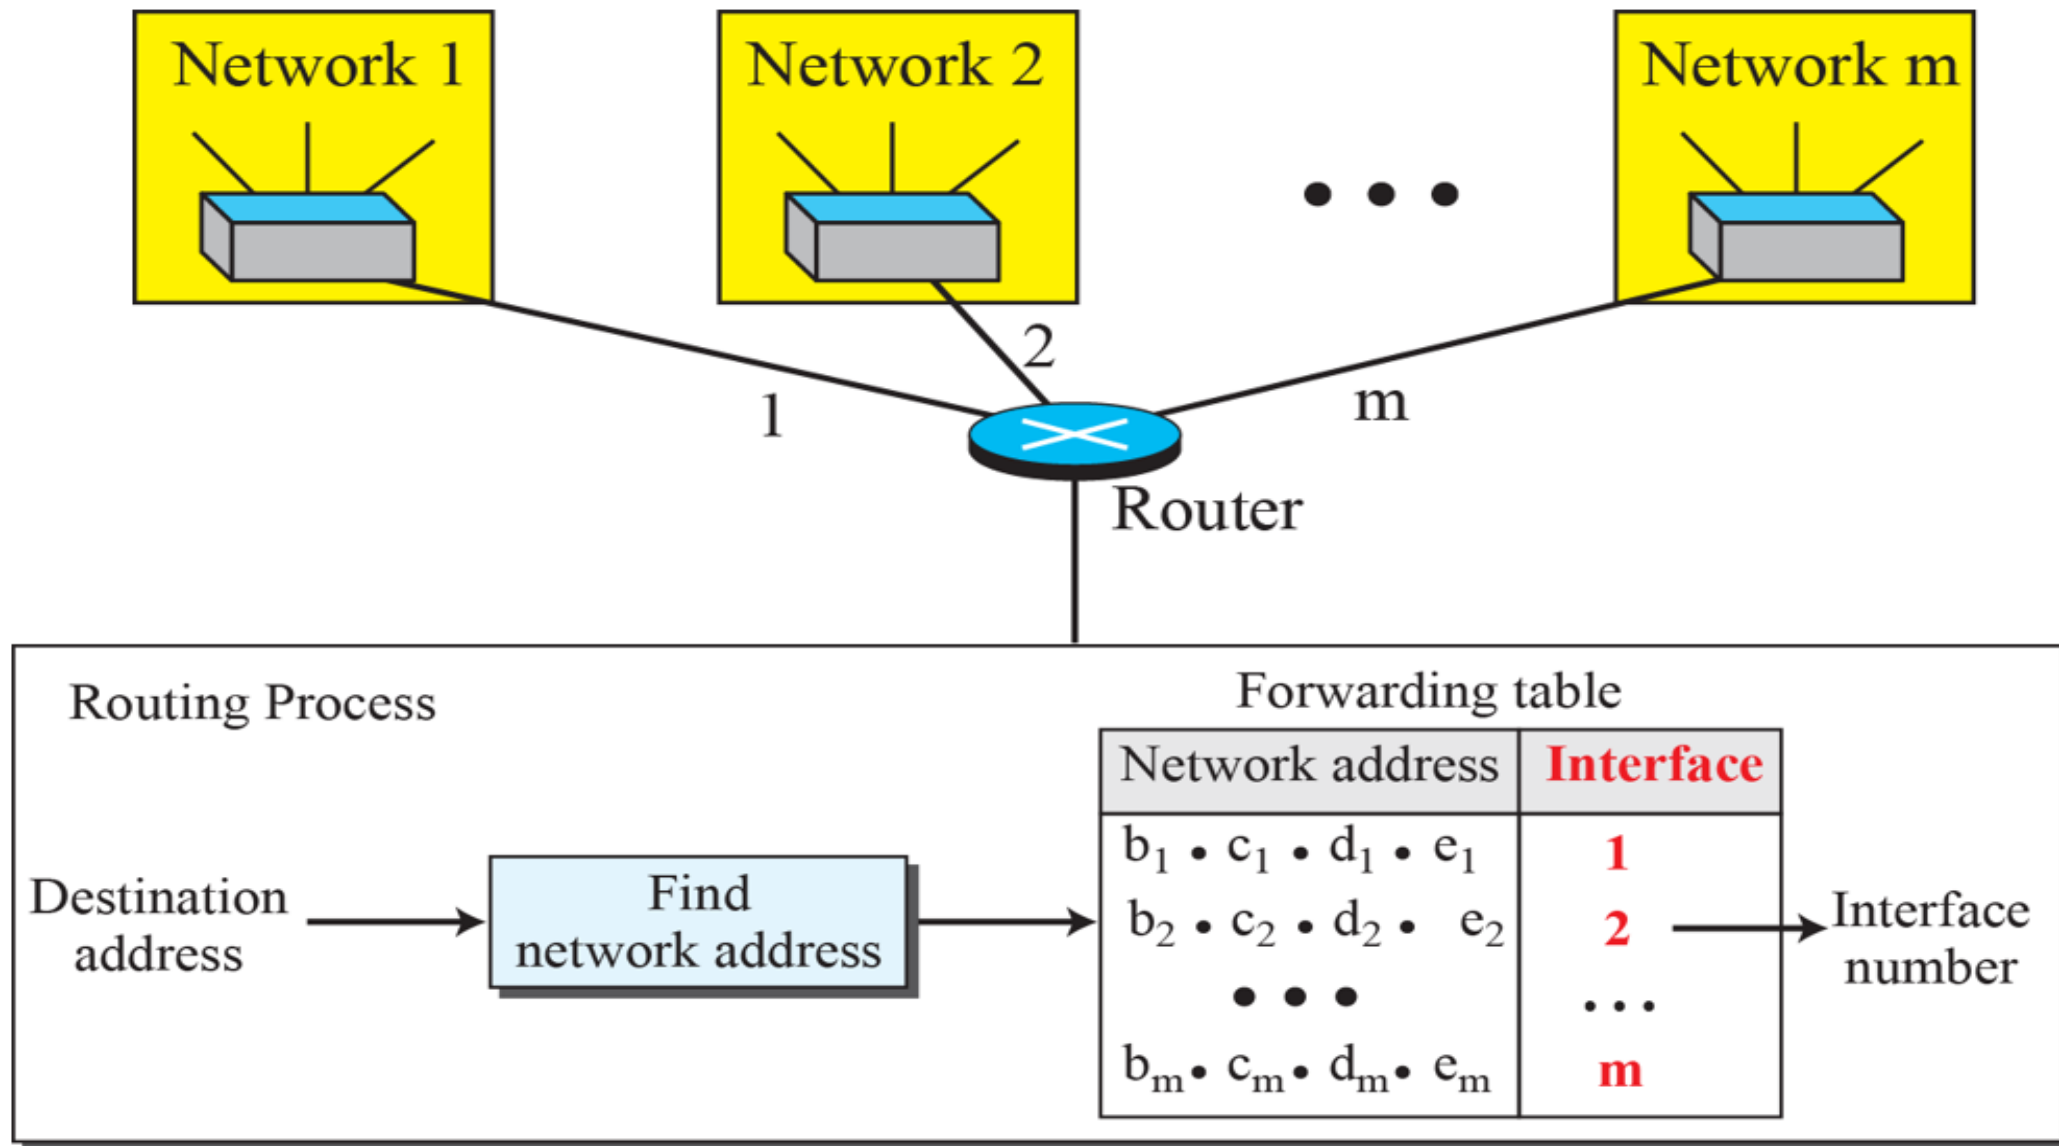 Network 1
Network 2
Network m
1
2
m
Router
Routing Process
Forwarding table
Network address
Interface
b₁ • c₁ • d₁ • e₁
1
b₂ • c₂ • d₂ • e₂
2
• • •
...
bₘ • cₘ • dₘ • eₘ
m
Destination
address
Find
network address
Interface
number